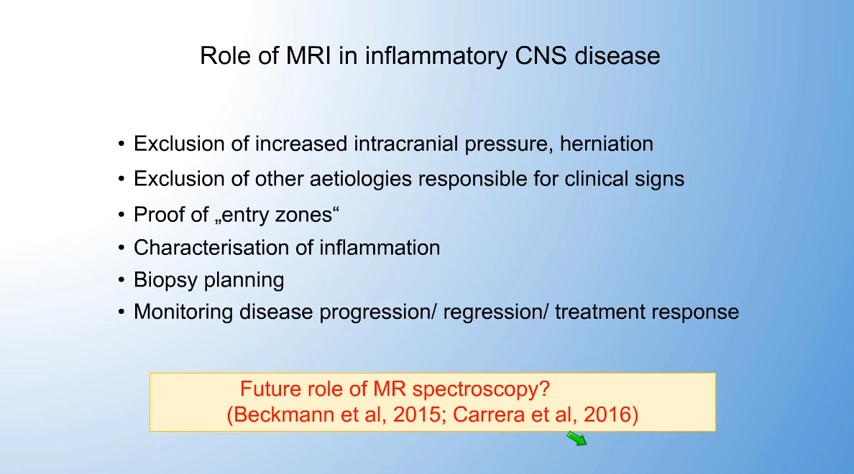 Role of MRI in inflammatory CNS disease
• Exclusion of increased intracranial pressure, herniation
• Exclusion of other aetiologies responsible for clinical signs
• Proof of „entry zones“
• Characterisation of inflammation
• Biopsy planning
• Monitoring disease progression/ regression/ treatment response
Future role of MR spectroscopy?
(Beckmann et al, 2015; Carrera et al, 2016)